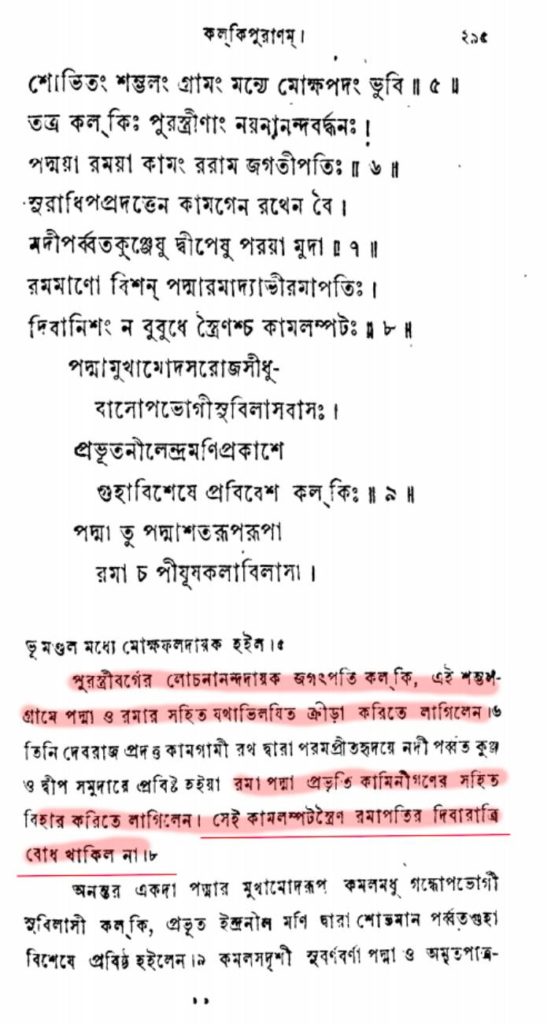 কল্‌কিপুরাণম্। ২৯৫
শোভিতং শম্ভলং গ্রামং মন্যে মোক্ষপদং ভুবি॥ ৫॥
তত্র কল্‌কিঃ পুরস্ত্রীণাং নয়নানন্দবর্দ্ধনঃ।
পদ্ময়া রময়া কামং ররাম জগতীপতিঃ॥ ৬॥
সুরাধিপপ্রদত্তেন কামগেন রথেন বৈ।
নদীপর্ব্বতকুঞ্জেষু দ্বীপেষু পরয়া মুদা॥ ৭॥
রমমাণো বিশন্ পদ্মারমাদ্যাভীরমাপতিঃ।
দিবানিশং ন বুবুধে স্ত্রৈণশ্চ কামলম্পটঃ॥ ৮॥
পদ্মামুখামোদসরোজসীধু-
বাসোপভোগীসুবিলাসবাসঃ।
প্রভূতনীলেন্দ্রমণিপ্রকাশে
গুহাবিশেষে প্রবিবেশ কল্‌কিঃ॥ ৯॥
পদ্মা তু পদ্মাশতরূপরূপা
রমা চ পীযূষকলাবিলাসা।
ভূমণ্ডল মধ্যে মোক্ষফলদায়ক হইল।৫
পুরস্ত্রীবর্গের লোচনানন্দদায়ক জগৎপতি কল্‌কি, এই শম্ভল-
গ্রামে পদ্মা ও রমার সহিত যথাভিলষিত ক্রীড়া করিতে লাগিলেন।৬
তিনি দেবরাজ প্রদত্ত কামগামী রথ দ্বারা পরমপ্রীতহৃদয়ে নদী পর্ব্বত কুঞ্জ
ও দ্বীপ সমুদায়ে প্রবিষ্ট হইয়া রমা পদ্মা প্রভৃতি কামিনীগণের সহিত
বিহার করিতে লাগিলেন। সেই কামলম্পটস্ত্রৈণ রমাপতির দিবারাত্রি
বোধ থাকিল না।৮
অনন্তর একদা পদ্মার মুখামোদরূপ কমলমধু গন্ধোপভোগী
সুবিলাসী কল্‌কি, প্রভূত ইন্দ্রনীল মণি দ্বারা শোভমান পর্ব্বতগুহা
বিশেষে প্রবিষ্ঠ হইলেন।৯ কমলসদৃশী সুবর্ণবর্ণা পদ্মা ও অমৃতপাত্র-